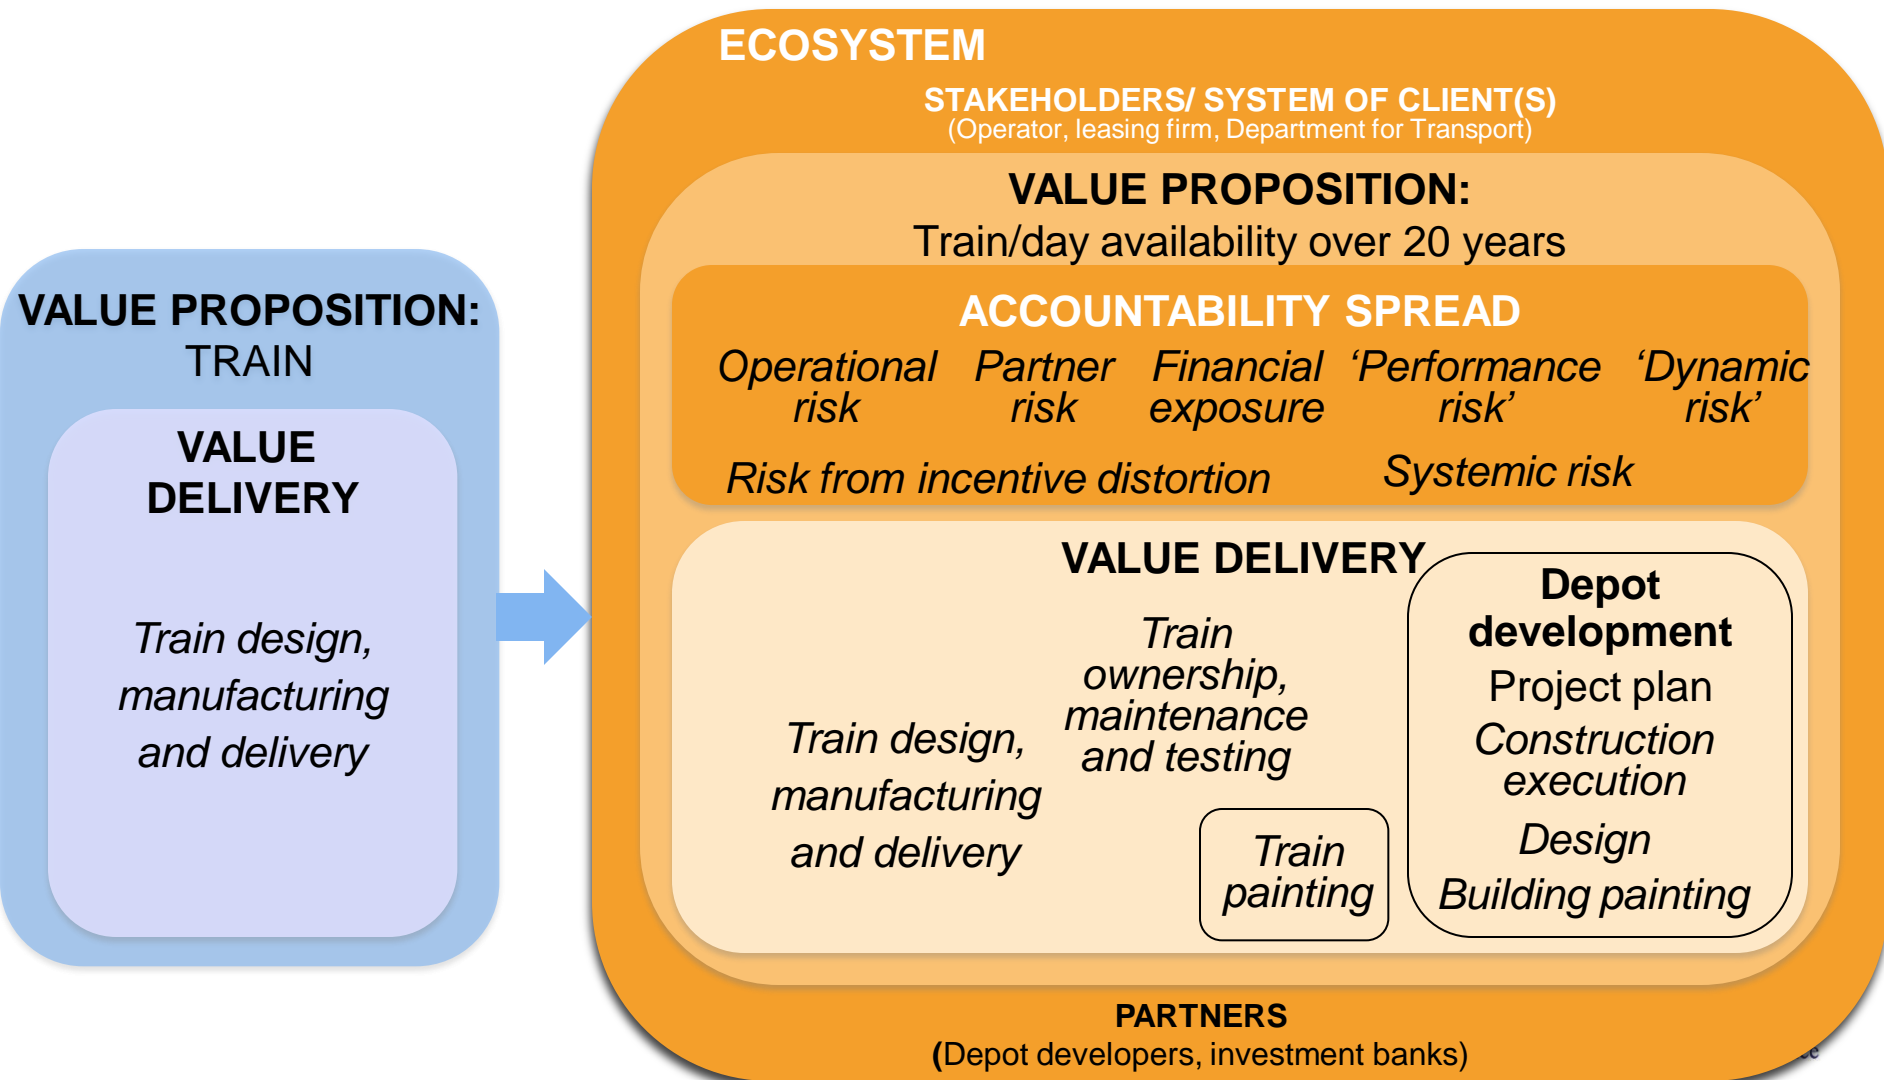 VALUE PROPOSITION:
TRAIN
VALUE
DELIVERY
Train design,
manufacturing
and delivery
ECOSYSTEM
STAKEHOLDERS/ SYSTEM OF CLIENT(S)
(Operator, leasing firm, Department for Transport)
VALUE PROPOSITION:
Train/day availability over 20 years
ACCOUNTABILITY SPREAD
Operational
risk
Partner
risk
Financial
exposure
‘Performance
risk’
‘Dynamic
risk’
Risk from incentive distortion
Systemic risk
VALUE DELIVERY
Train design,
manufacturing
and delivery
Train
ownership,
maintenance
and testing
Train
painting
Depot
development
Project plan
Construction
execution
Design
Building painting
PARTNERS
(Depot developers, investment banks)